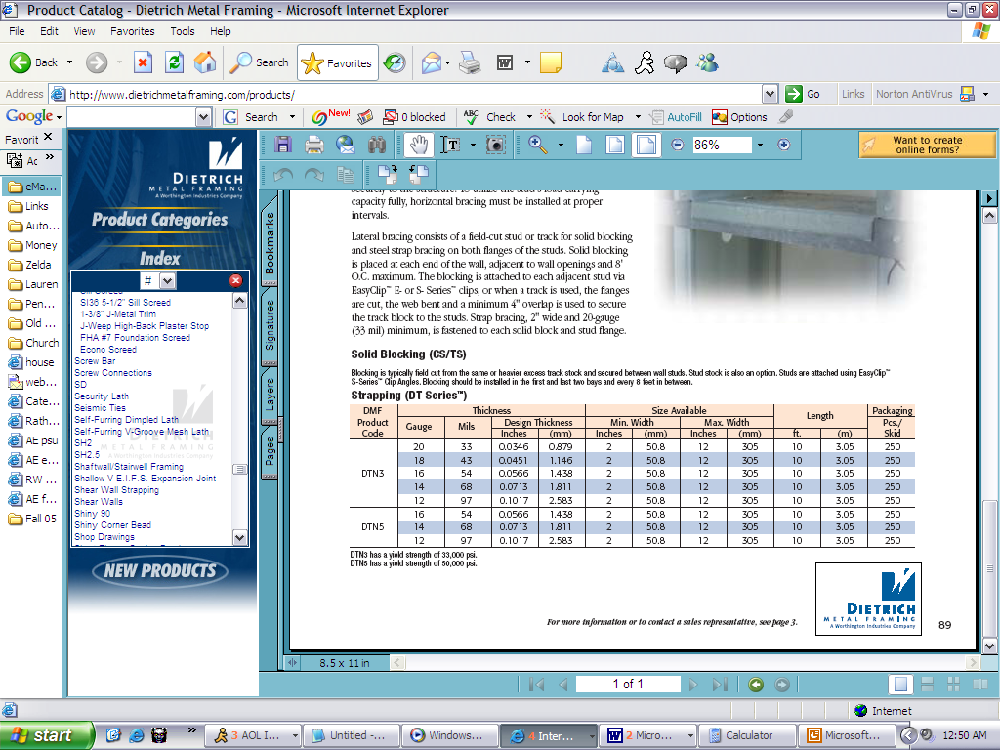 Product Catalog - Dietrich Metal Framing - Microsoft Internet Explorer
File Edit View Favorites Tools Help
Back Search Favorites
Address http://www.dietrichmetalframing.com/products/ Go Links Norton AntiVirus
Google Search New! 0 blocked ABC Check Look for Map AutoFill Options
Favorit
Ac
eMa...
Links
Auto...
Money
Zelda
Lauren
Pen...
Old ...
Church
house
web...
Cate...
Rath...
AE psu
AE e...
RW ...
AE f...
Fall 05
DIETRICH
METAL FRAMING
A Worthington Industries Company
Product Categories
Index
#
SI36 5-1/2" Sill Screed
1-3/8" J-Metal Trim
J-Weep High-Back Plaster Stop
FHA #7 Foundation Screed
Econo Screed
Screw Bar
Screw Connections
SD
Security Lath
Seismic Ties
Self-Furring Dimpled Lath
Self-Furring V-Groove Mesh Lath
SH2
SH2.5
Shaftwall/Stairwell Framing
Shallow-V E.I.F.S. Expansion Joint
Shear Wall Strapping
Shear Walls
Shiny 90
Shiny Corner Bead
Shop Drawings
NEW PRODUCTS
86%
Want to create
online forms?
Bookmarks
Signatures
Layers
Pages
capacity fully, horizontal bracing must be installed at proper
intervals.
Lateral bracing consists of a field-cut stud or track for solid blocking
and steel strap bracing on both flanges of the studs. Solid blocking
is placed at each end of the wall, adjacent to wall openings and 8'
O.C. maximum. The blocking is attached to each adjacent stud via
EasyClip™ E- or S- Series™ clips, or when a track is used, the flanges
are cut, the web bent and a minimum 4" overlap is used to secure
the track block to the studs. Strap bracing, 2" wide and 20-gauge
(33 mil) minimum, is fastened to each solid block and stud flange.
Solid Blocking (CS/TS)
Blocking is typically field cut from the same or heavier excess track stock and secured between wall studs. Stud stock is also an option. Studs are attached using EasyClip™
S-Series™ Clip Angles. Blocking should be installed in the first and last two bays and every 8 feet in between.
Strapping (DT Series™)
DMF Product Code Thickness Size Available Length Packaging
Gauge Mils Design Thickness Min. Width Max. Width Pcs./
Inches (mm) Inches (mm) Inches (mm) ft. (m) Skid
20 33 0.0346 0.879 2 50.8 12 305 10 3.05 250
18 43 0.0451 1.146 2 50.8 12 305 10 3.05 250
DTN3 16 54 0.0566 1.438 2 50.8 12 305 10 3.05 250
14 68 0.0713 1.811 2 50.8 12 305 10 3.05 250
12 97 0.1017 2.583 2 50.8 12 305 10 3.05 250
16 54 0.0566 1.438 2 50.8 12 305 10 3.05 250
DTN5 14 68 0.0713 1.811 2 50.8 12 305 10 3.05 250
12 97 0.1017 2.583 2 50.8 12 305 10 3.05 250
DTN3 has a yield strength of 33,000 psi.
DTN5 has a yield strength of 50,000 psi.
DIETRICH
METAL FRAMING
A Worthington Industries Company
For more information or to contact a sales representative, see page 3.
89
8.5 x 11 in
1 of 1
Internet
start 3 AOL I... Untitled -... Windows... 4 Inter... 2 Micro... Calculator Microsoft... 12:50 AM